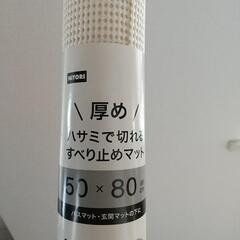 NITORI
\ 厚め /
ハサミで切れる
すべり止めマット
60 × 80
バスマット・玄関マットの下に